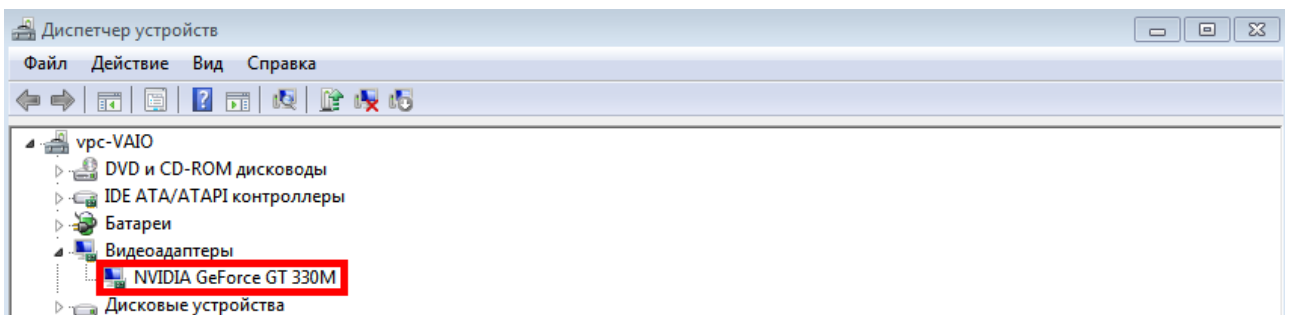 Диспетчер устройств
Файл Действие Вид Справка
vpc-VAIO
DVD и CD-ROM дисководы
IDE ATA/ATAPI контроллеры
Батареи
Видеоадаптеры
NVIDIA GeForce GT 330M
Дисковые устройства